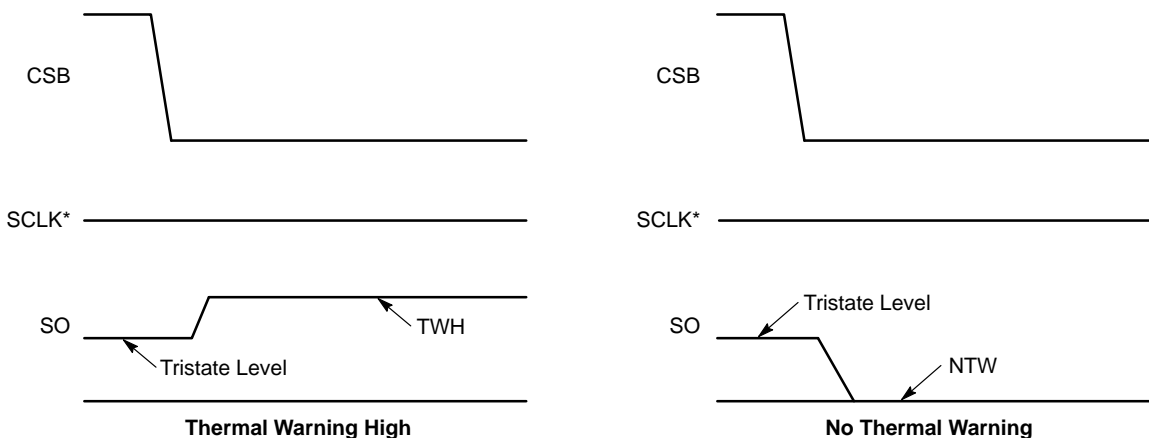 CSB
SCLK*
SO
TWH
Tristate Level
Thermal Warning High
CSB
SCLK*
SO
Tristate Level
NTW
No Thermal Warning